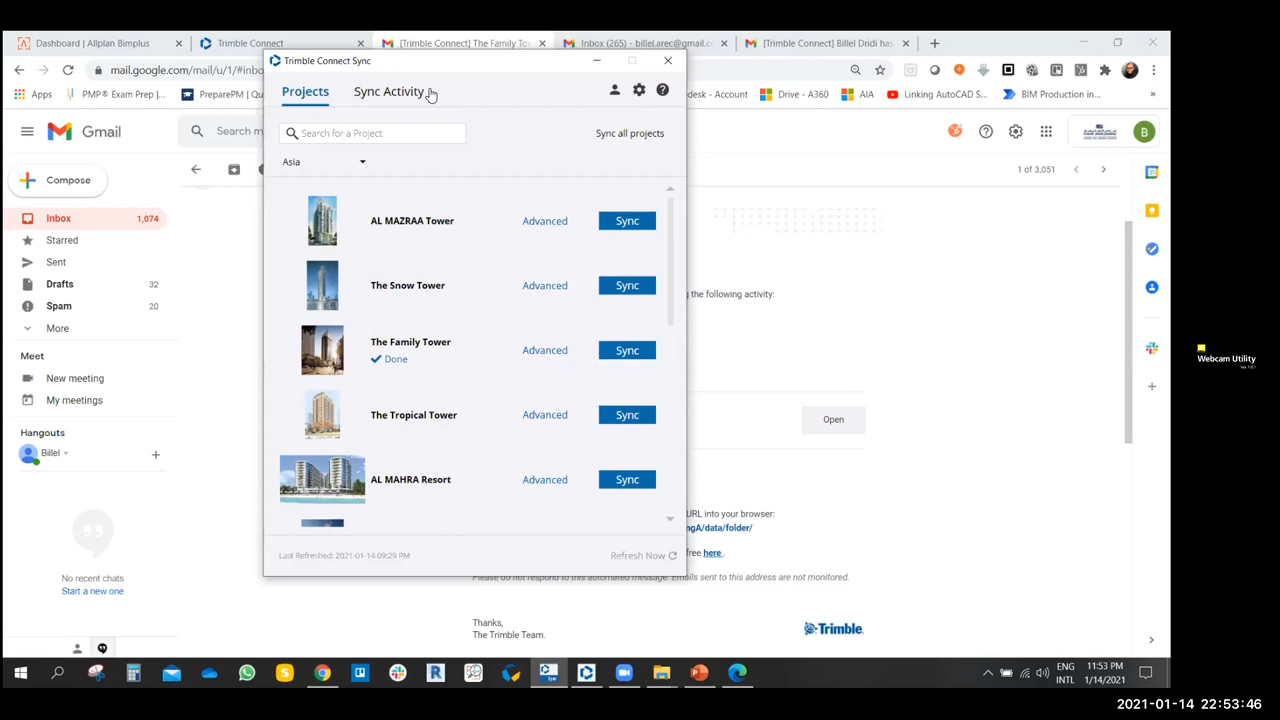 Dashboard | Allplan Bimplus
Trimble Connect
[Trimble Connect] The Family To
Inbox (265) - billei.arec@gmail.c
[Trimble Connect] Billel Dridi has
Trimble Connect Sync
mail.google.com/mail/u/1/#inbo
Projects
Sync Activity
Apps
PMP® Exam Prep |...
PreparePM | Qu
desk - Account
Drive - A360
AIA
Linking AutoCAD S...
BIM Production in...
»
Gmail
Search m
B
Search for a Project
Sync all projects
Asia
1 of 3,051
Compose
Inbox 1,074
Starred
Sent
Drafts 32
Spam 20
More
Meet
New meeting
My meetings
Hangouts
Billel
No recent chats
Start a new one
AL MAZRAA Tower Advanced Sync
The Snow Tower Advanced Sync
The Family Tower Advanced Sync
Done
The Tropical Tower Advanced Sync
AL MAHRA Resort Advanced Sync
Last Refreshed: 2021-01-14 09:29 PM
Refresh Now
g the following activity:
Open
URL into your browser:
ngA/data/folder/
free here .
Please do not respond to this automated message. Emails sent to this address are not monitored.
Thanks,
The Trimble Team.
Trimble.
Webcam Utility
Ver 1.0.1
Sync
ENG
INTL
11:53 PM
1/14/2021
2021-01-14 22:53:46